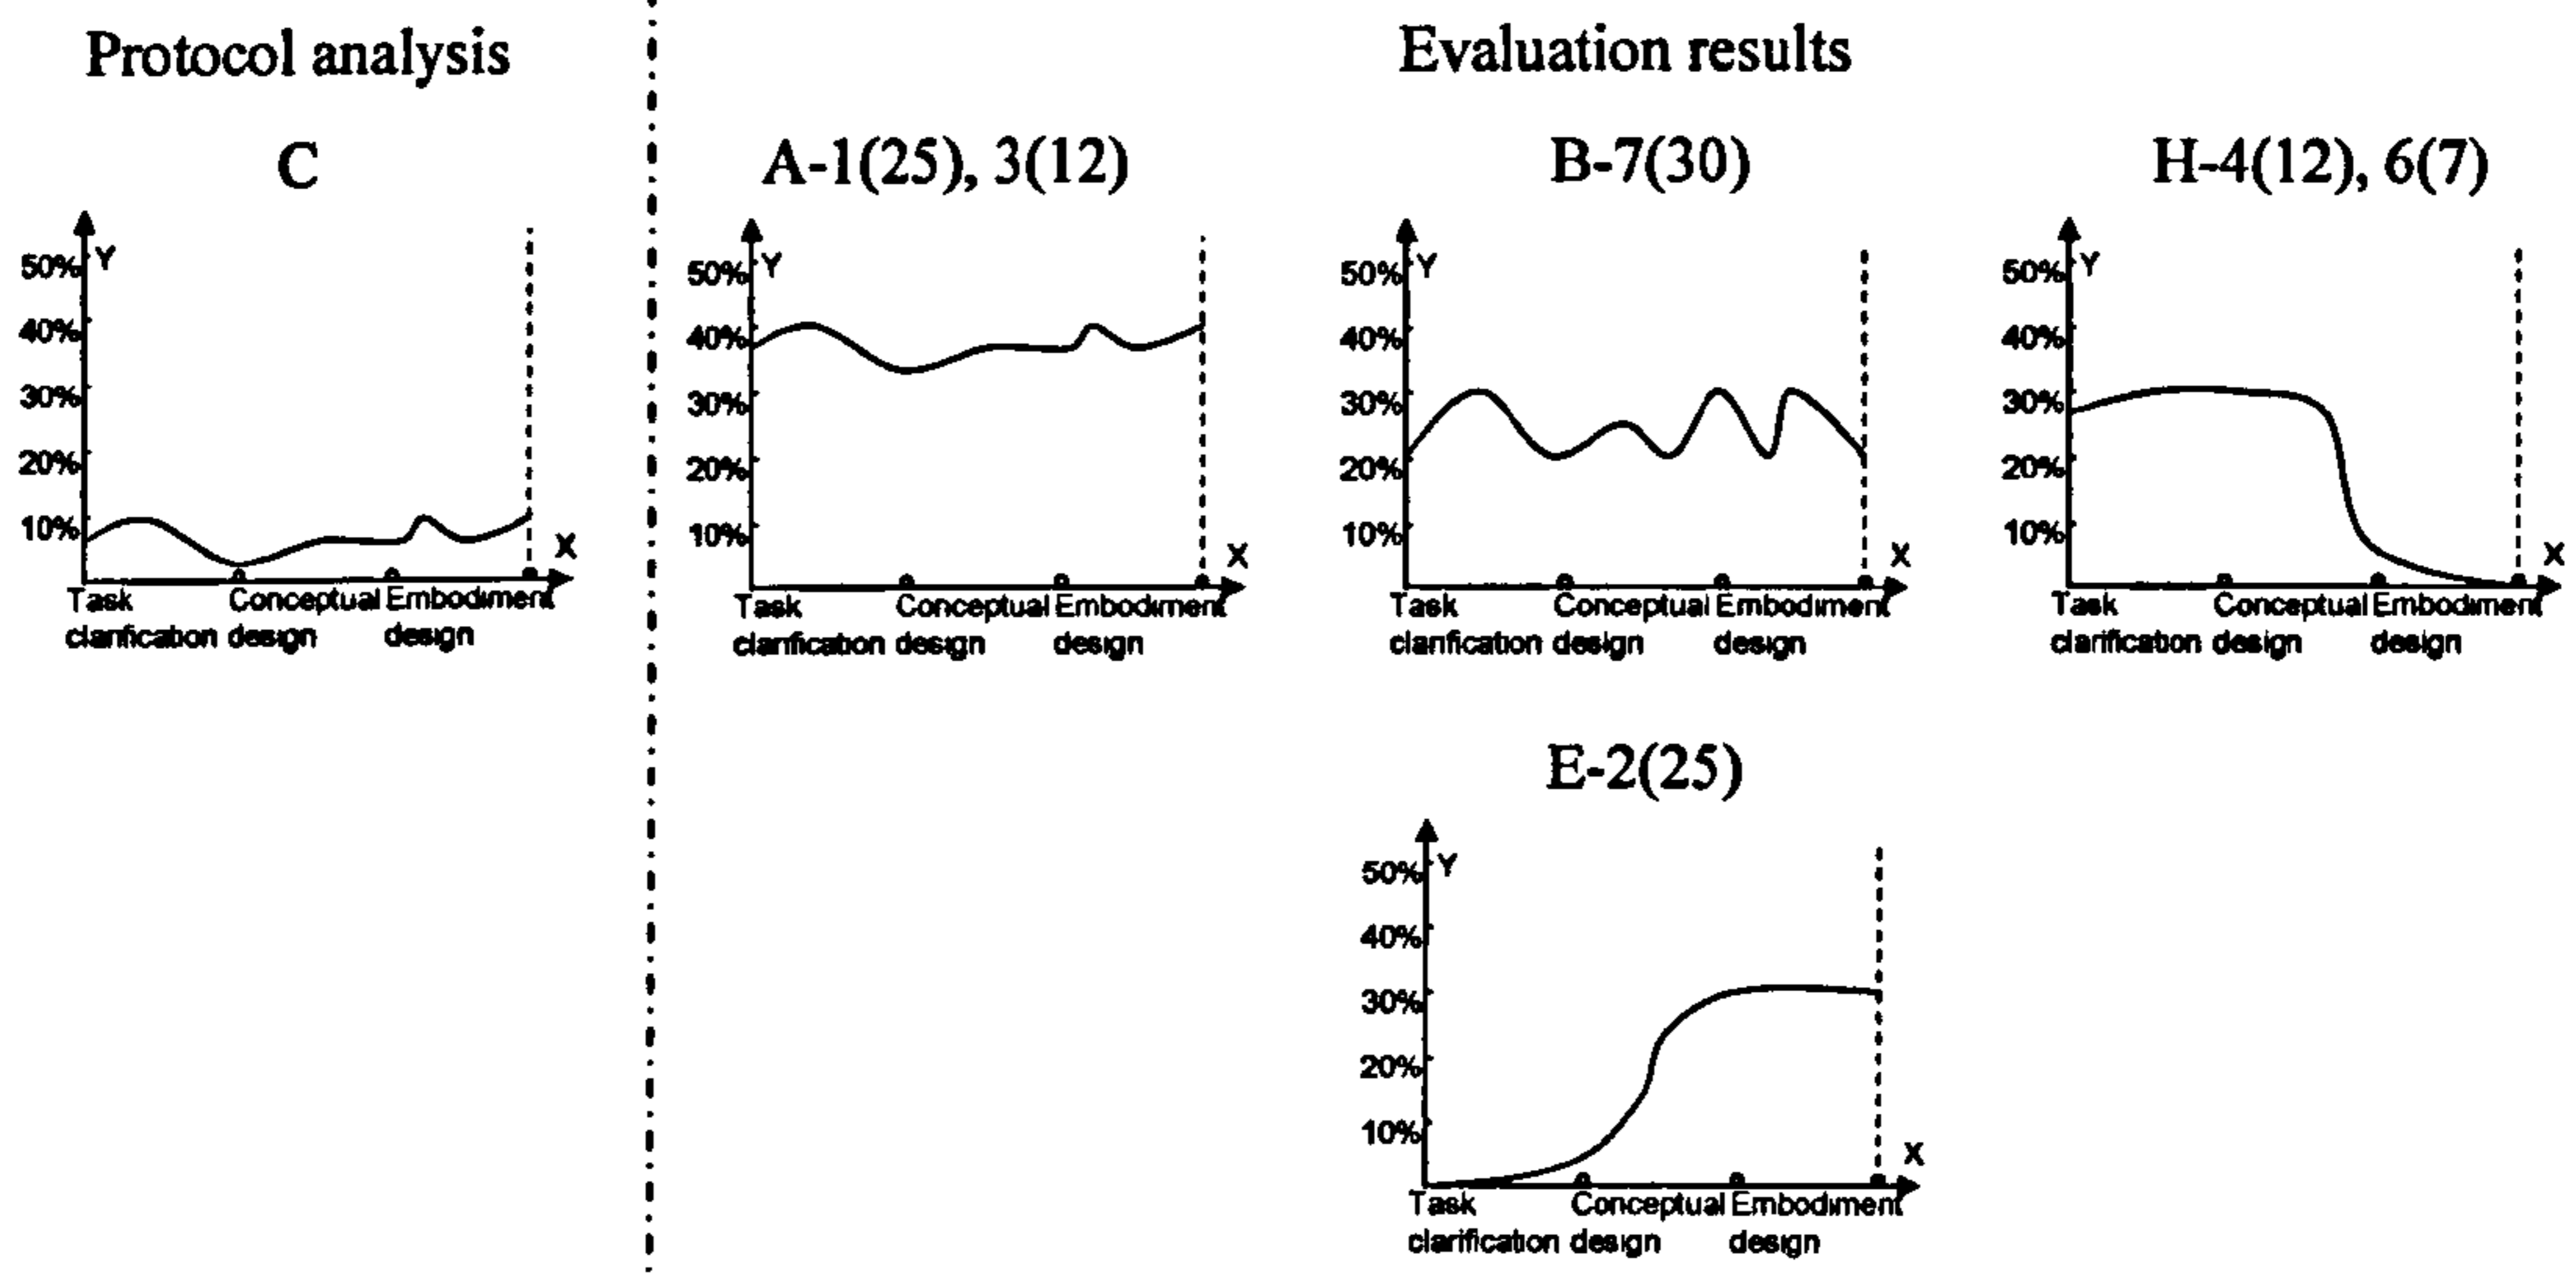 Protocol analysis
Evaluation results
C
50% Y
40%
30%
20%
10%
X
Task Conceptual Embodiment
clarification design design
A-1(25), 3(12)
50% Y
40%
30%
20%
10%
X
Task Conceptual Embodiment
clarification design design
B-7(30)
50% Y
40%
30%
20%
10%
X
Task Conceptual Embodiment
clarification design design
H-4(12), 6(7)
50% Y
40%
30%
20%
10%
X
Task Conceptual Embodiment
clarification design design
E-2(25)
50% Y
40%
30%
20%
10%
X
Task Conceptual Embodiment
clarification design design